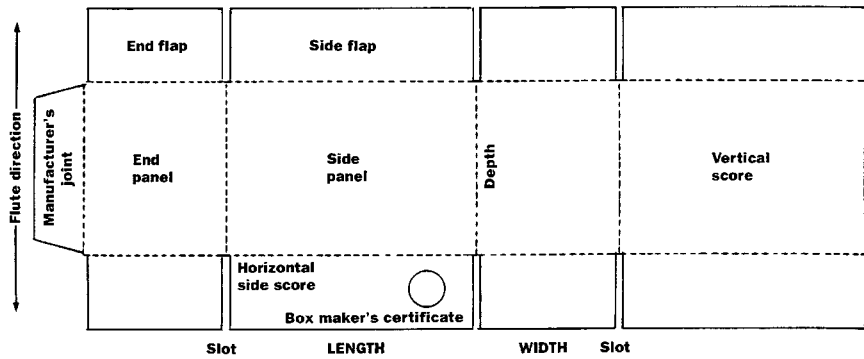 End flap
Side flap
Flute direction
Manufacturer's
joint
End
panel
Side
panel
Depth
Vertical
score
Horizontal
side score
Box maker's certificate
Slot
LENGTH
WIDTH
Slot